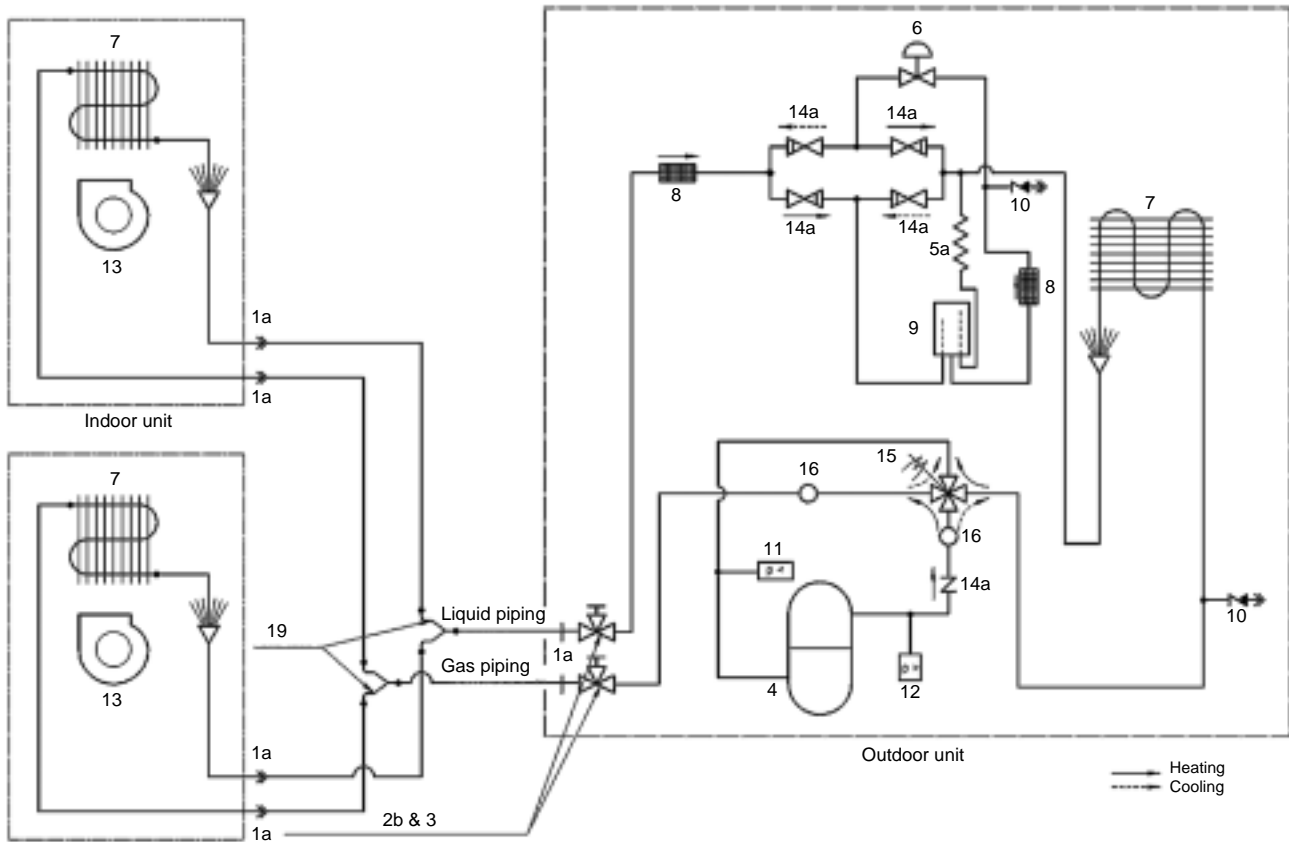 7
13
1a
1a
Indoor unit
7
13
1a
1a
19
Liquid piping
Gas piping
1a
2b & 3
6
14a
14a
8
14a
14a
10
7
5a
8
9
15
16
16
11
14a
4
12
10
Outdoor unit
Heating
Cooling